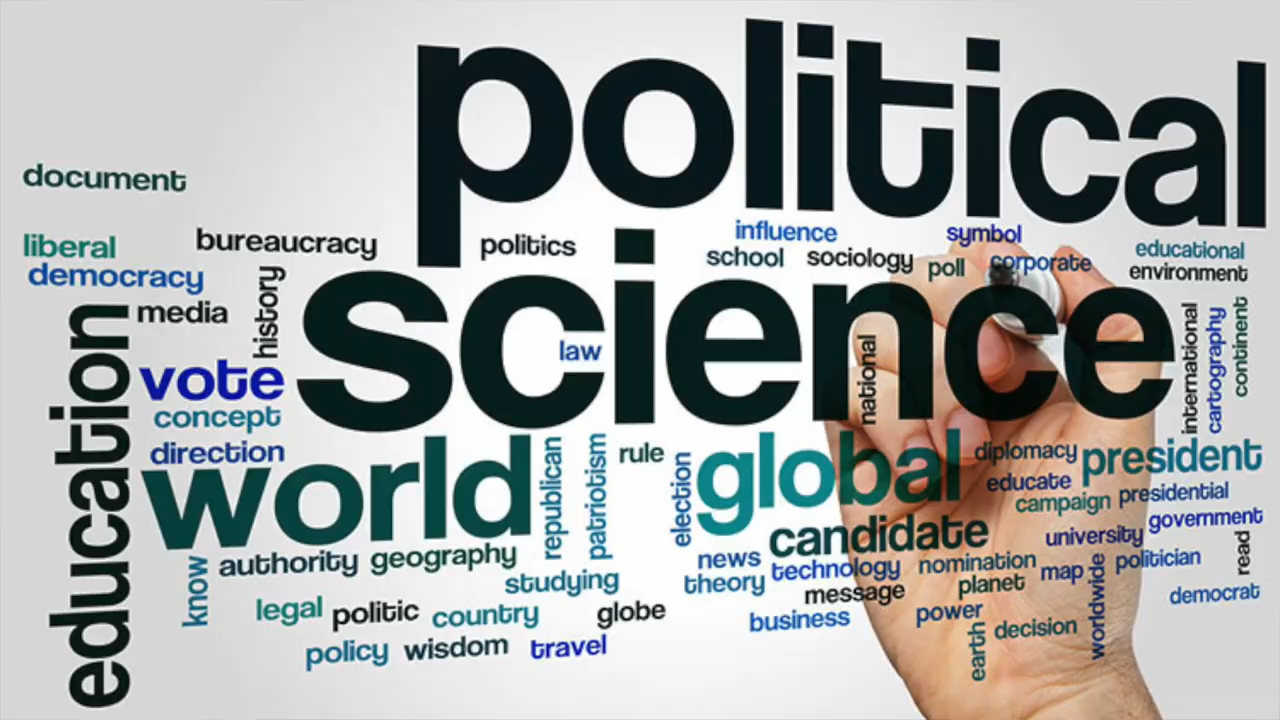 political
document
influence
symbol
liberal
bureaucracy
politics
school
sociology
poll
corporate
educational
democracy
environment
science
media
history
law
national
international
cartography
continent
education
vote
concept
direction
world
republican
patriotism
rule
election
global
diplomacy
president
educate
presidential
campaign
candidate
government
university
know
authority
geography
news
technology
nomination
map
worldwide
politician
read
studying
theory
message
planet
democrat
legal
politic
country
globe
business
power
earth
decision
policy
wisdom
travel